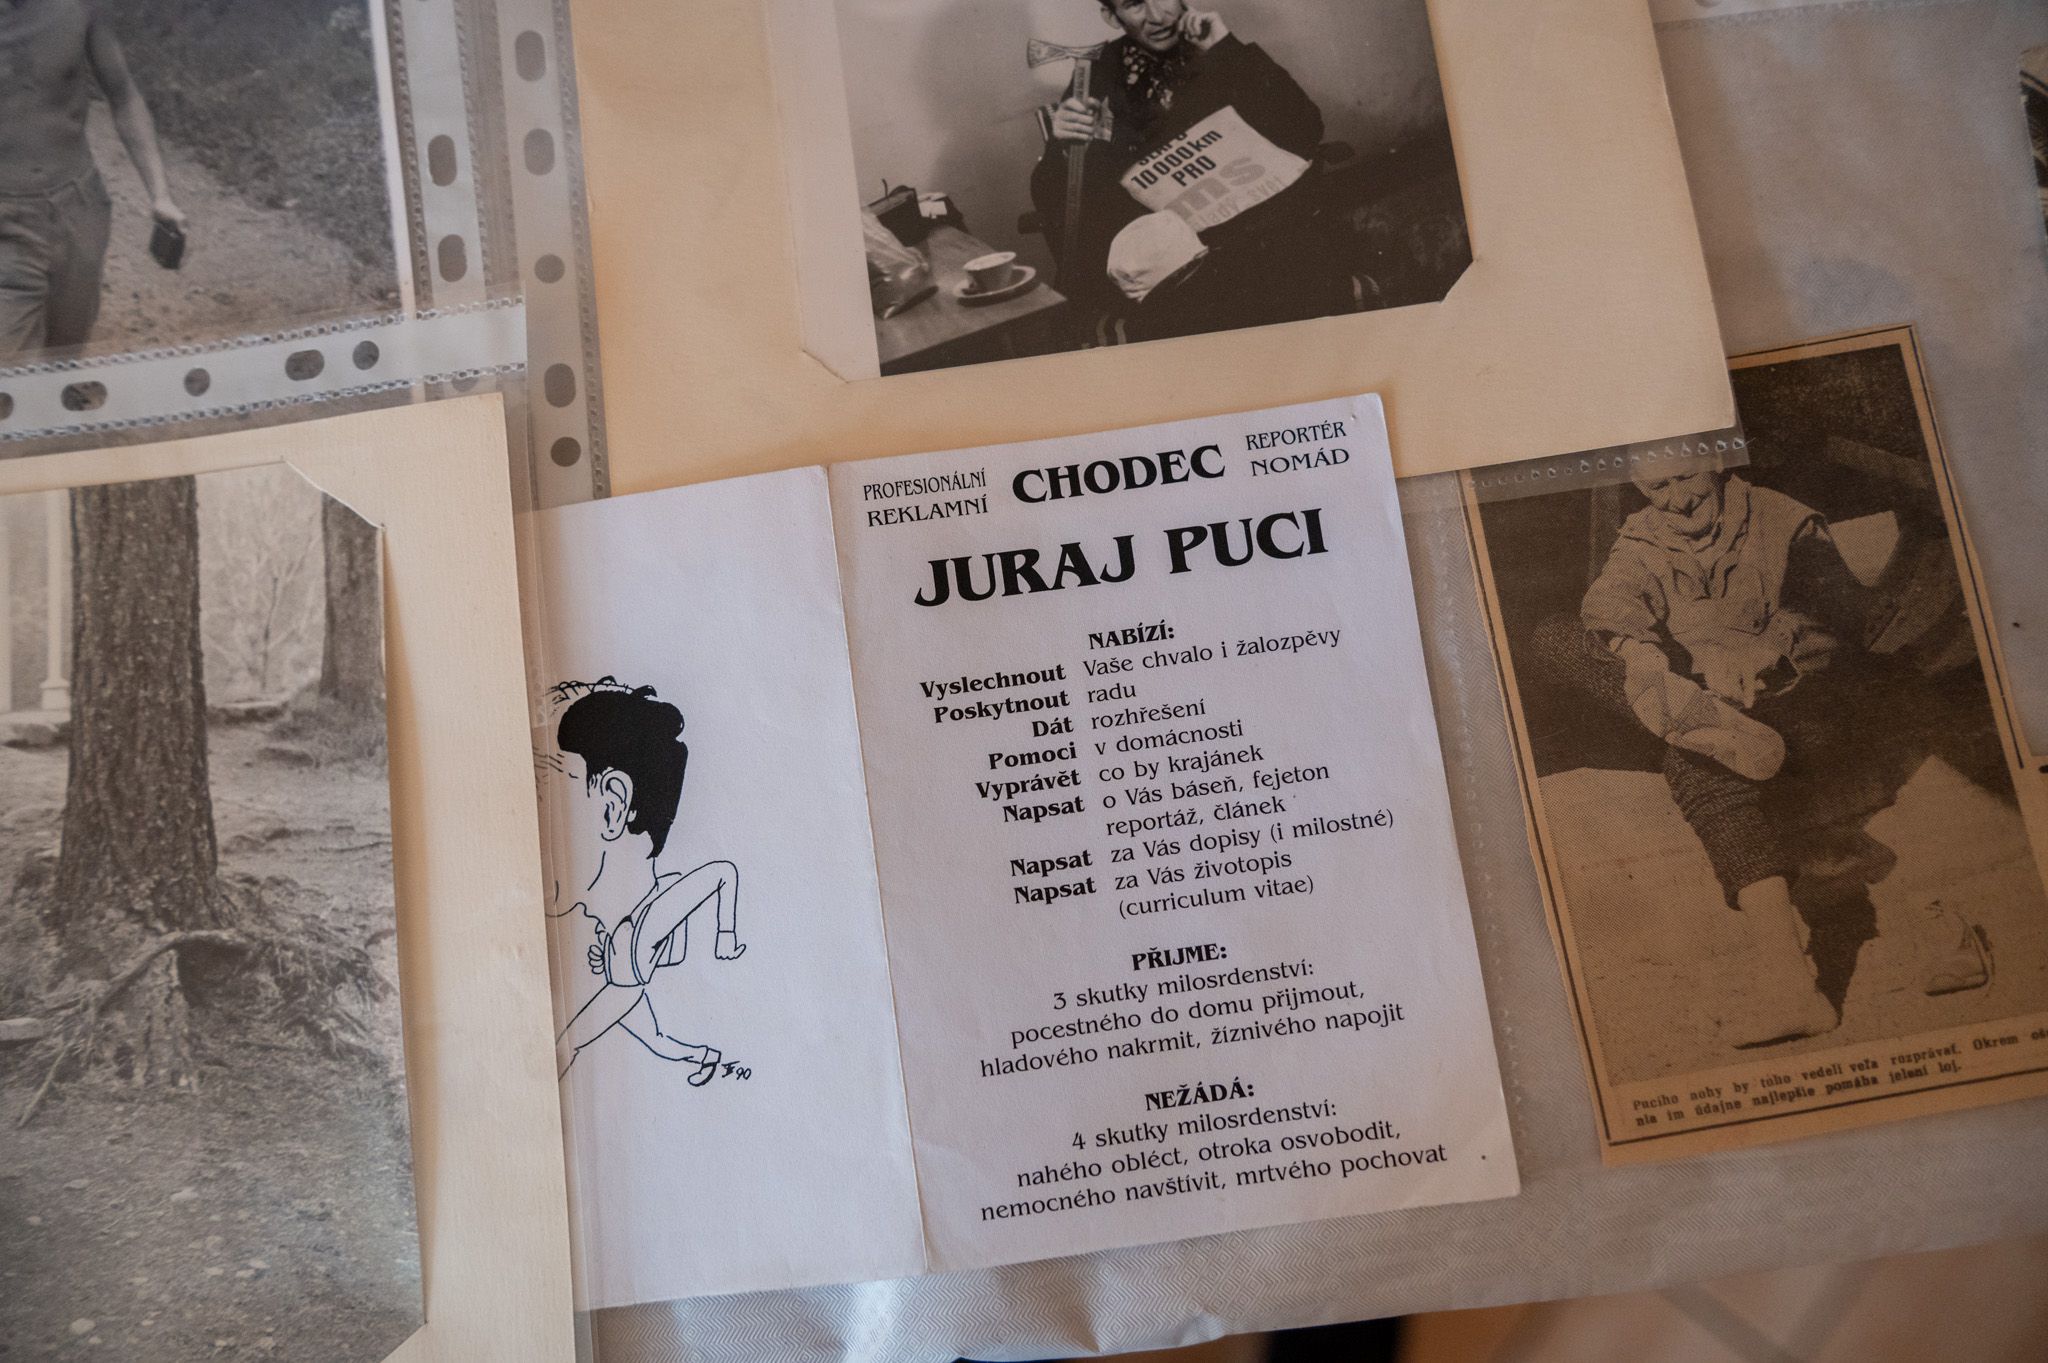 10000km
PRO
ms
PROFESIONÁLNÍ
REKLAMNÍ
CHODEC
REPORTÉR
NOMÁD
JURAJ PUCI
NABÍZÍ:
Vyslechnout Vaše chvalo i žalozpěvy
Poskytnout radu
Dát rozhřešení
Pomoci v domácnosti
Vyprávět co by krajánek
Napsat o Vás báseň, fejeton
reportáž, článek
Napsat za Vás dopisy (i milostné)
Napsat za Vás životopis
(curriculum vitae)
PŘIJME:
3 skutky milosrdenství:
pocestného do domu přijmout,
hladového nakrmit, žíznivého napojit
NEŽÁDÁ:
4 skutky milosrdenství:
nahého obléct, otroka osvobodit,
nemocného navštívit, mrtvého pochovat
90
Puciho nohy by toho vedeli veľa rozprávať. Okrem
nia im údajne najlepšie pomáha jelení loj.